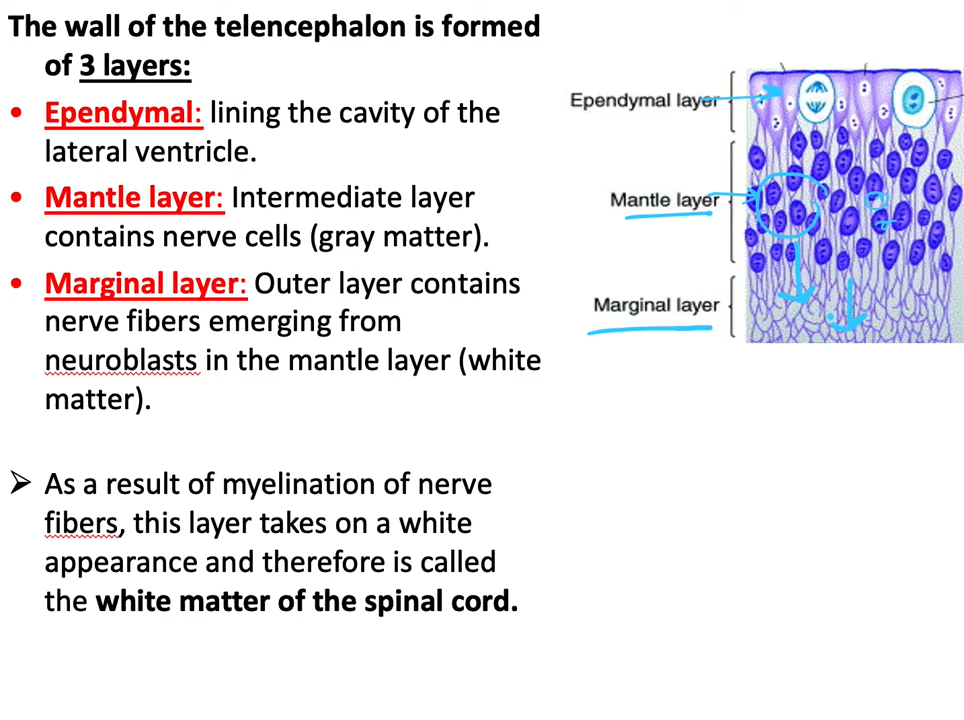 The wall of the telencephalon is formed
of 3 layers:
• Ependymal: lining the cavity of the
lateral ventricle.
• Mantle layer: Intermediate layer
contains nerve cells (gray matter).
• Marginal layer: Outer layer contains
nerve fibers emerging from
neuroblasts in the mantle layer (white
matter).
➢ As a result of myelination of nerve
fibers, this layer takes on a white
appearance and therefore is called
the white matter of the spinal cord.
Ependymal layer
Mantle layer
Marginal layer